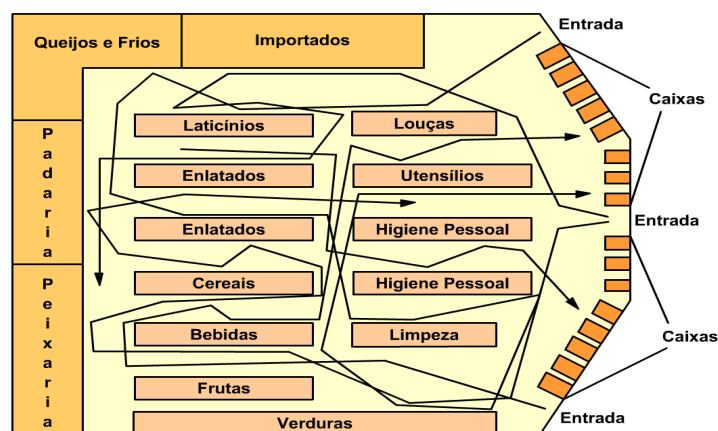 Queijos e Frios
Importados
Entrada
Caixas
Padaria
Laticínios
Louças
Enlatados
Utensílios
Entrada
Enlatados
Higiene Pessoal
Peixaria
Cereais
Higiene Pessoal
Bebidas
Limpeza
Caixas
Frutas
Verduras
Entrada